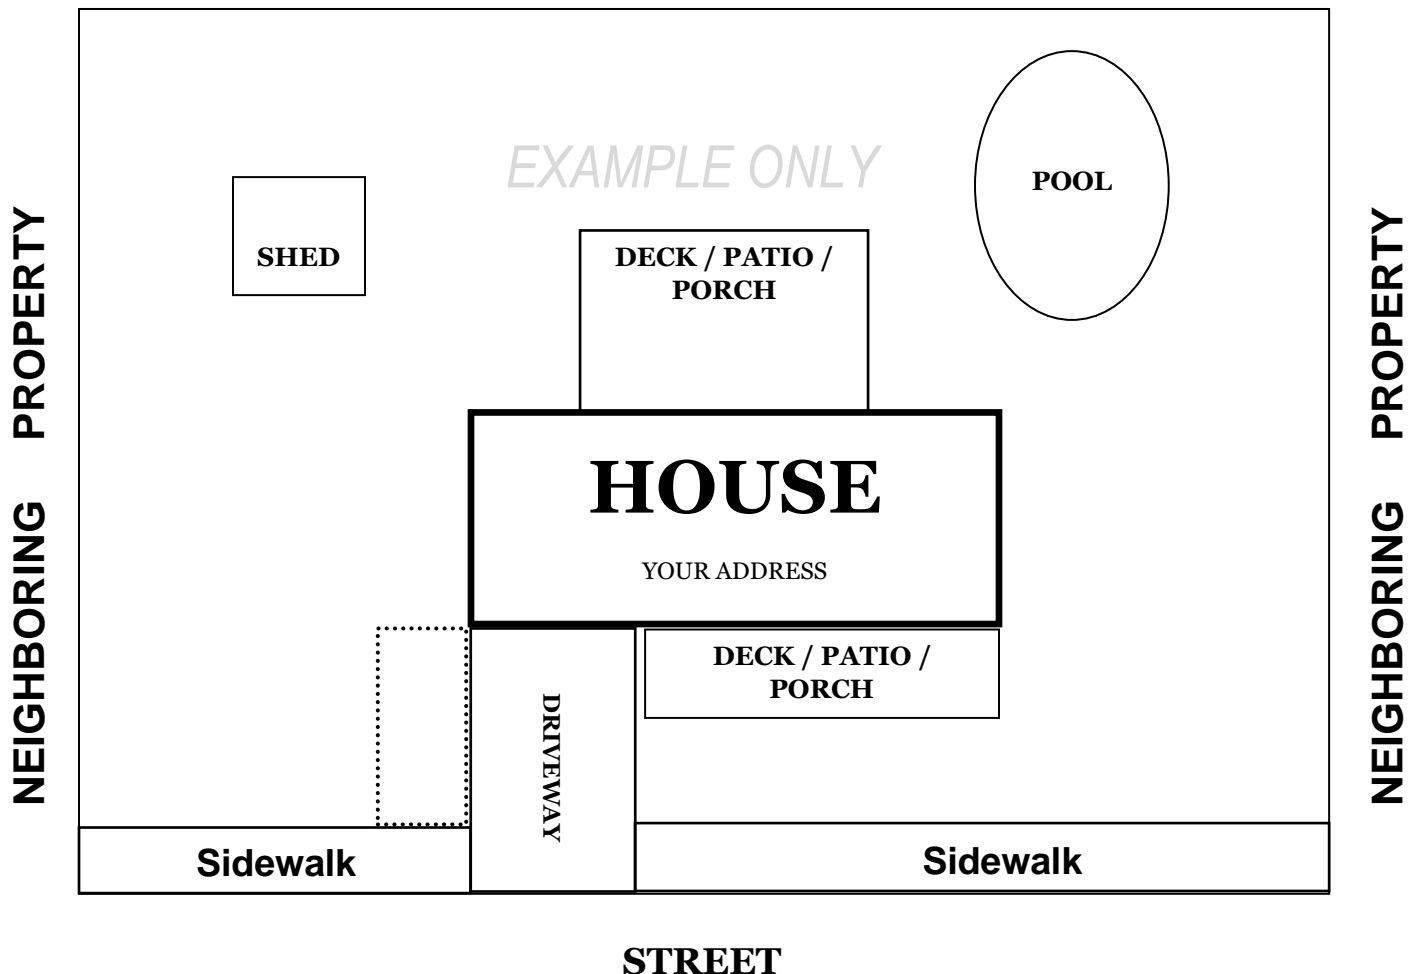 EXAMPLE ONLY
POOL
SHED
DECK / PATIO /
PORCH
NEIGHBORING PROPERTY
NEIGHBORING PROPERTY
HOUSE
YOUR ADDRESS
DECK / PATIO /
PORCH
DRIVEWAY
Sidewalk
Sidewalk
STREET